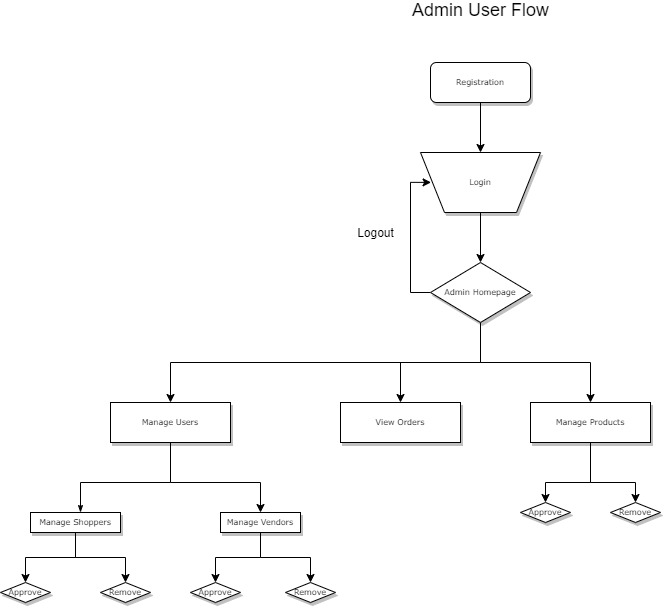 Admin User Flow
Registration
Login
Logout
Admin Homepage
Manage Users
View Orders
Manage Products
Approve
Remove
Manage Shoppers
Manage Vendors
Approve
Remove
Approve
Remove